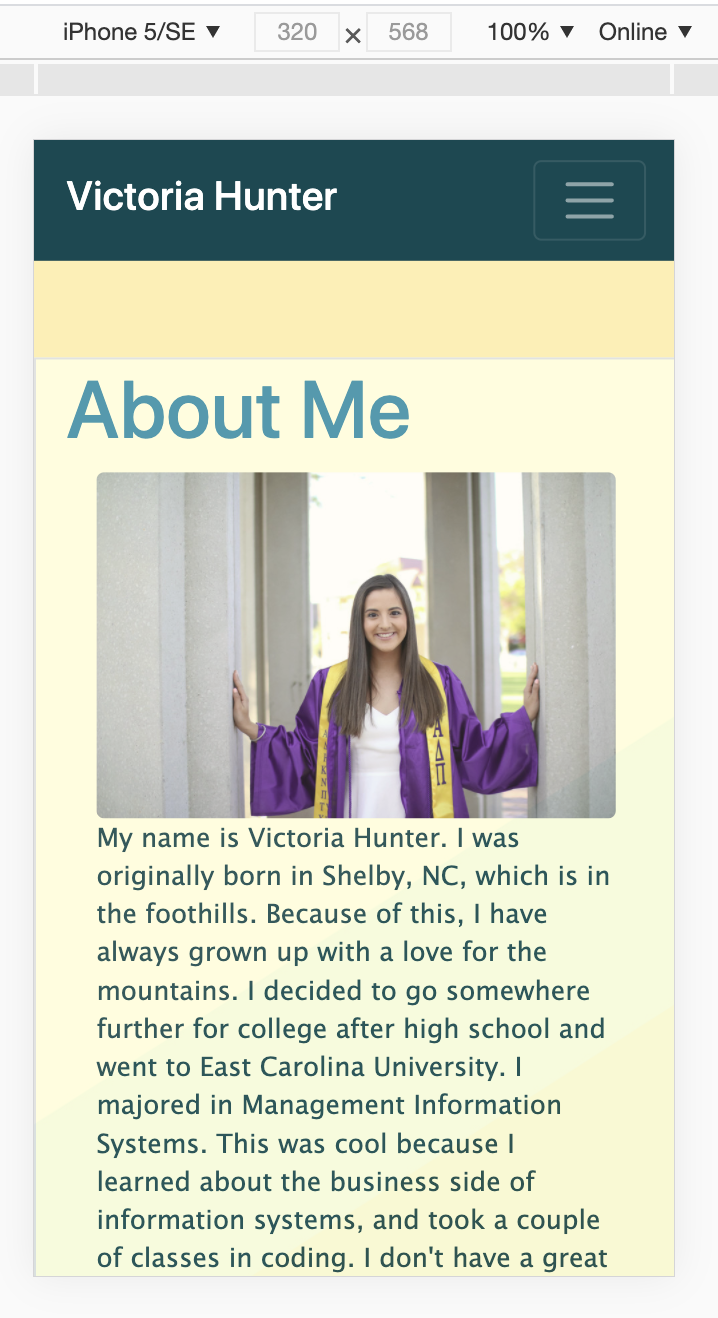 iPhone 5/SE ▼ 320 × 568 100% ▼ Online ▼
Victoria Hunter
About Me
ΑΔΠ
My name is Victoria Hunter. I was
originally born in Shelby, NC, which is in
the foothills. Because of this, I have
always grown up with a love for the
mountains. I decided to go somewhere
further for college after high school and
went to East Carolina University. I
majored in Management Information
Systems. This was cool because I
learned about the business side of
information systems, and took a couple
of classes in coding. I don't have a great